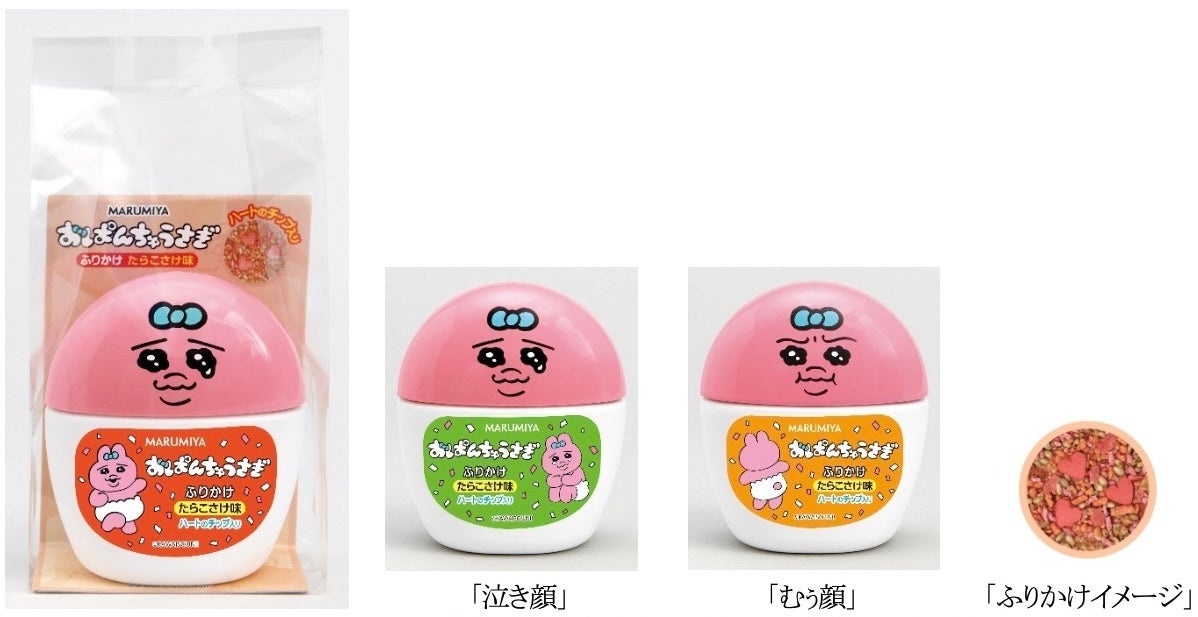 MARUMIYA
おぱんちゅうさぎ
ふりかけ たらこさけ味
ハートのチップ入り
MARUMIYA
おぱんちゅうさぎ
ふりかけ
たらこさけ味
ハートのチップ入り
MARUMIYA
おぱんちゅうさぎ
ふりかけ
たらこさけ味
ハートのチップ入り
MARUMIYA
おぱんちゅうさぎ
ふりかけ
たらこさけ味
ハートのチップ入り
「泣き顔」
「むぅ顔」
「ふりかけイメージ」